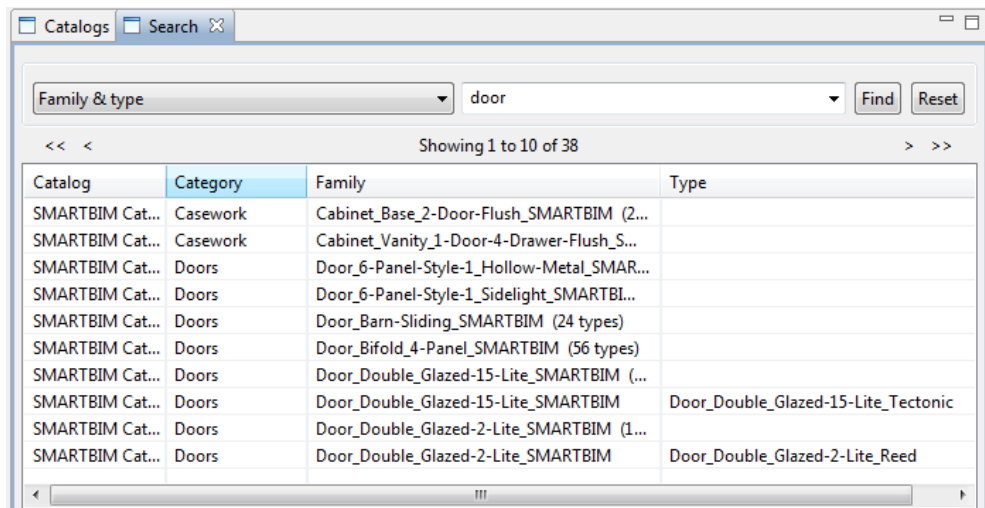 Catalogs Search
Family & type door Find Reset
<< < Showing 1 to 10 of 38 > >>
Catalog Category Family Type
SMARTBIM Cat... Casework Cabinet_Base_2-Door-Flush_SMARTBIM (2...
SMARTBIM Cat... Casework Cabinet_Vanity_1-Door-4-Drawer-Flush_S...
SMARTBIM Cat... Doors Door_6-Panel-Style-1_Hollow-Metal_SMAR...
SMARTBIM Cat... Doors Door_6-Panel-Style-1_Sidelight_SMARTBI...
SMARTBIM Cat... Doors Door_Barn-Sliding_SMARTBIM (24 types)
SMARTBIM Cat... Doors Door_Bifold_4-Panel_SMARTBIM (56 types)
SMARTBIM Cat... Doors Door_Double_Glazed-15-Lite_SMARTBIM (...
SMARTBIM Cat... Doors Door_Double_Glazed-15-Lite_SMARTBIM Door_Double_Glazed-15-Lite_Tectonic
SMARTBIM Cat... Doors Door_Double_Glazed-2-Lite_SMARTBIM (1...
SMARTBIM Cat... Doors Door_Double_Glazed-2-Lite_SMARTBIM Door_Double_Glazed-2-Lite_Reed